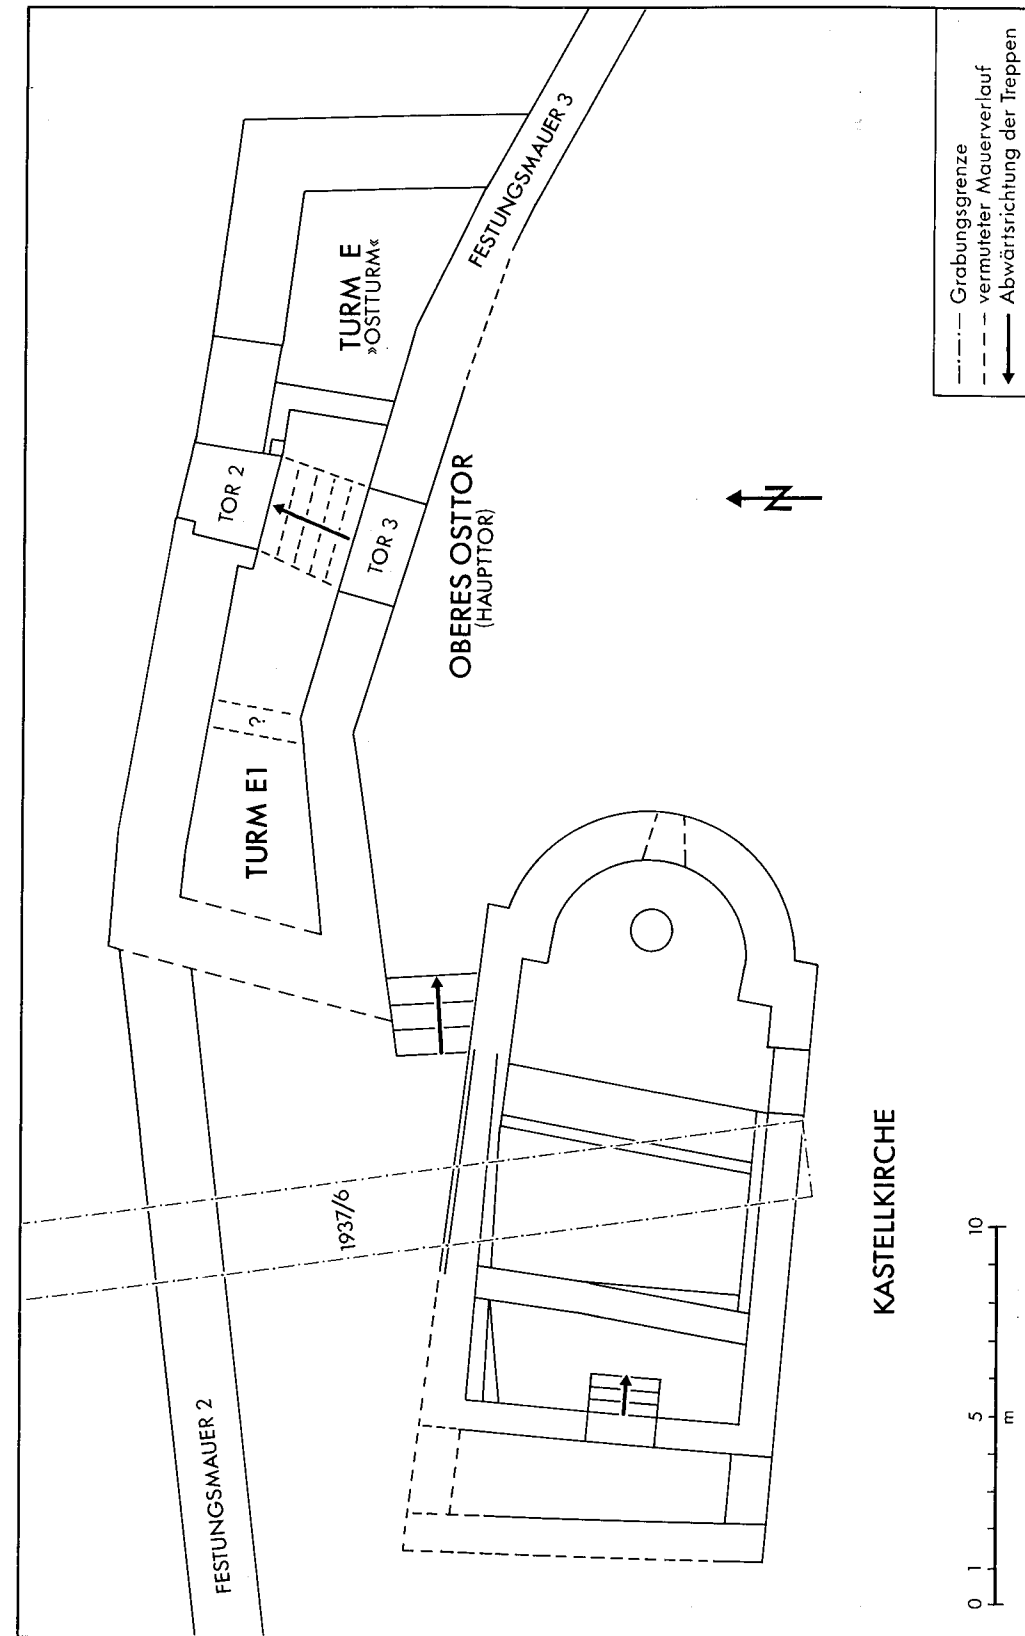 FESTUNGSMAUER 3
TURM E
»OSTTURM«
TOR 2
TOR 3
OBERES OSTTOR
(HAUPTTOR)
?
TURM E1
1937/6
FESTUNGSMAUER 2
KASTELLKIRCHE
N
0 1 5 10
m
Grabungsgrenze
vermuteter Mauerverlauf
Abwärtsrichtung der Treppen